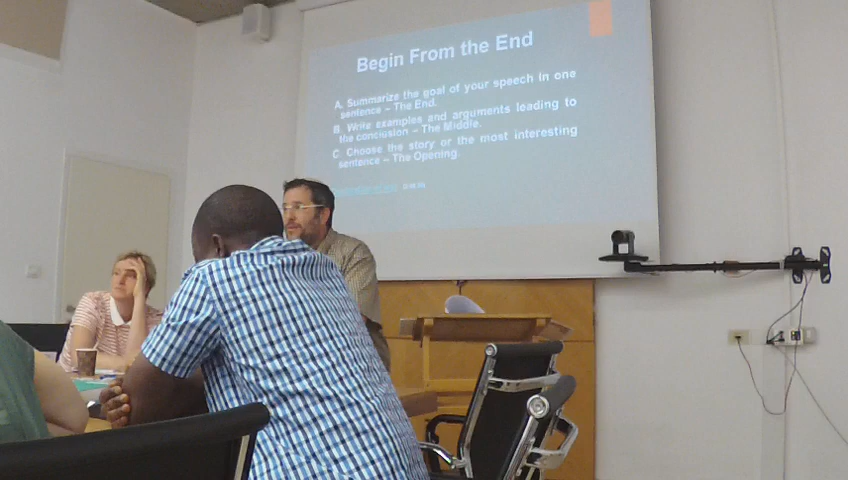 Begin From the End
A. Summarize the goal of your speech in one
sentence – The End.
B. Write examples and arguments leading to
the conclusion – The Middle.
C. Choose the story or the most interesting
sentence – The Opening.